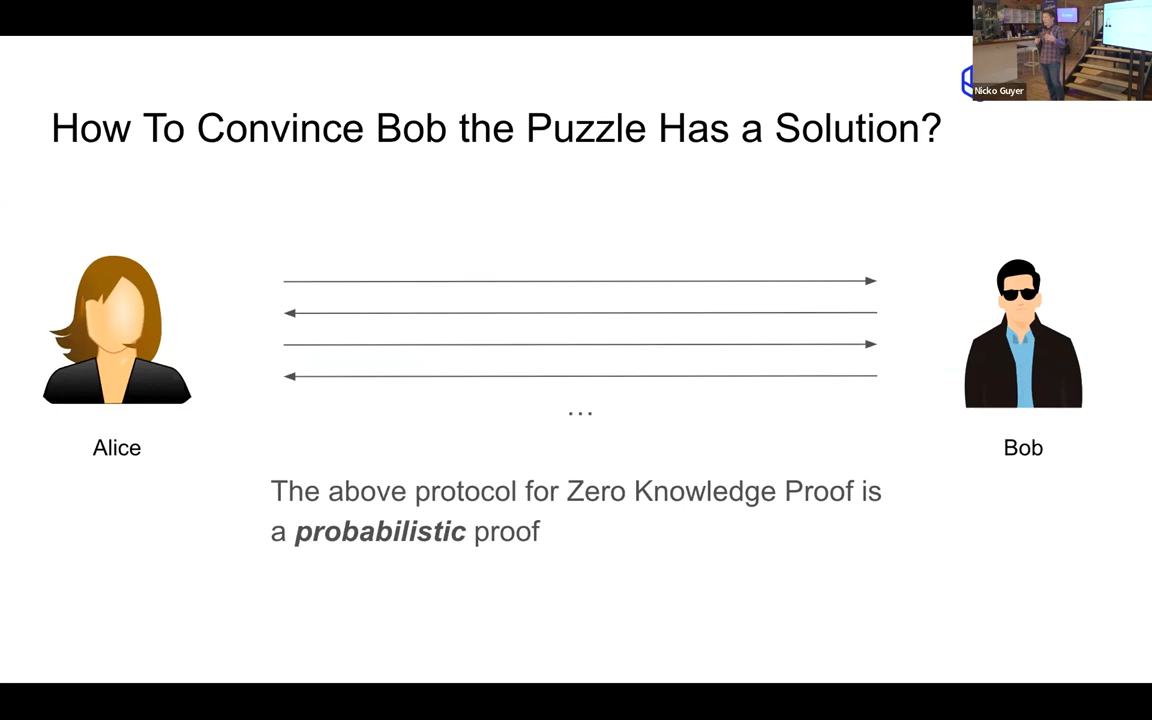 Nicko Guyer
How To Convince Bob the Puzzle Has a Solution?
...
Alice
Bob
The above protocol for Zero Knowledge Proof is
a probabilistic proof